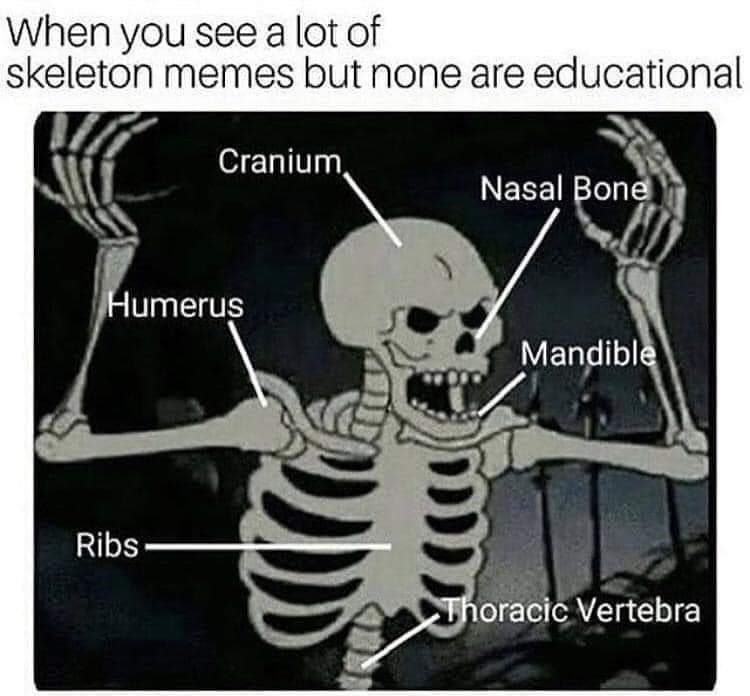 When you see a lot of
skeleton memes but none are educational
Cranium
Nasal Bone
Humerus
Mandible
Ribs
Thoracic Vertebra